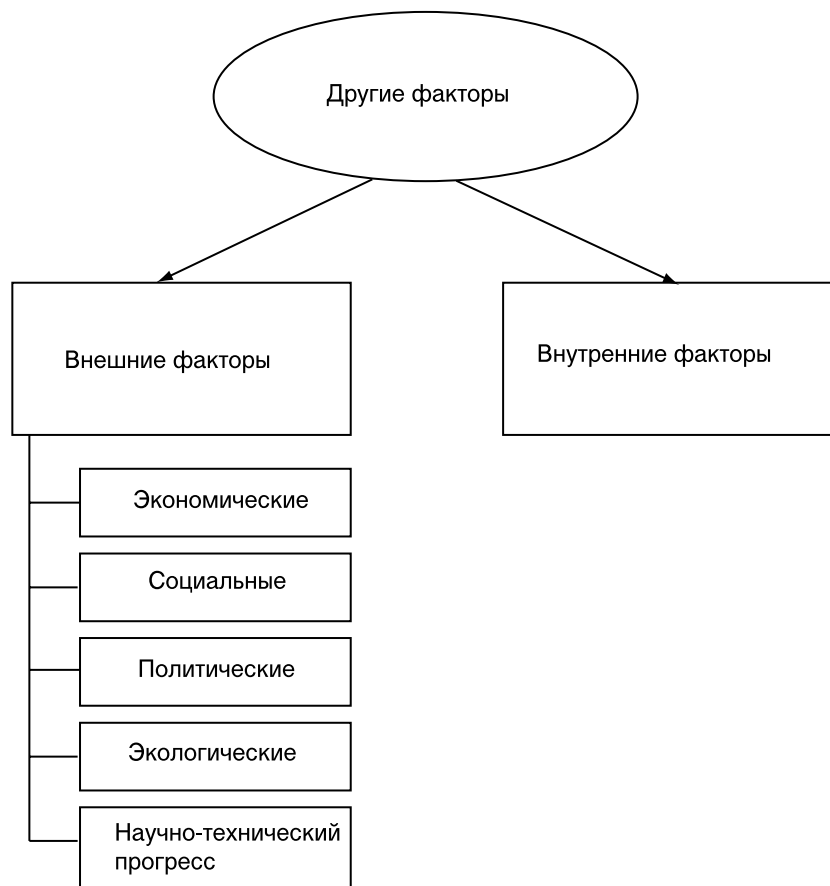 Другие факторы
Внешние факторы
Внутренние факторы
Экономические
Социальные
Политические
Экологические
Научно-технический
прогресс